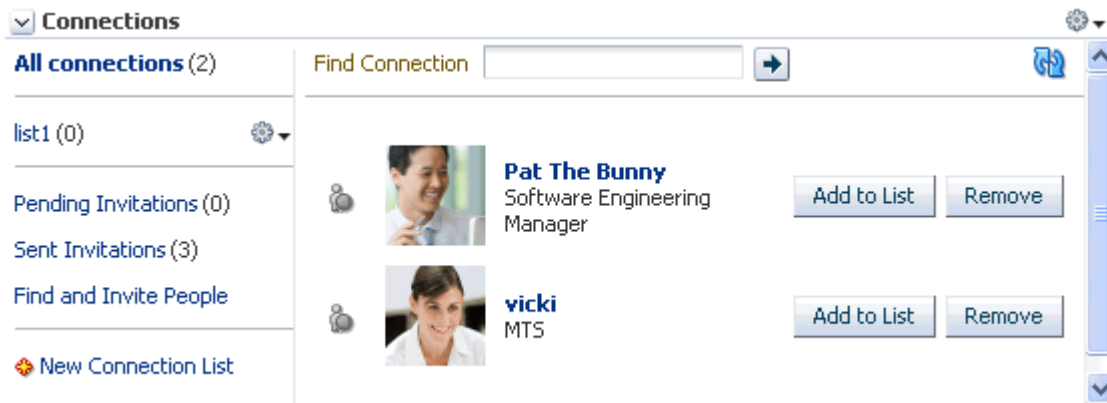 Connections
All connections (2)
list1 (0)
Pending Invitations (0)
Sent Invitations (3)
Find and Invite People
New Connection List
Find Connection
Pat The Bunny
Software Engineering
Manager
Add to List Remove
vicki
MTS
Add to List Remove